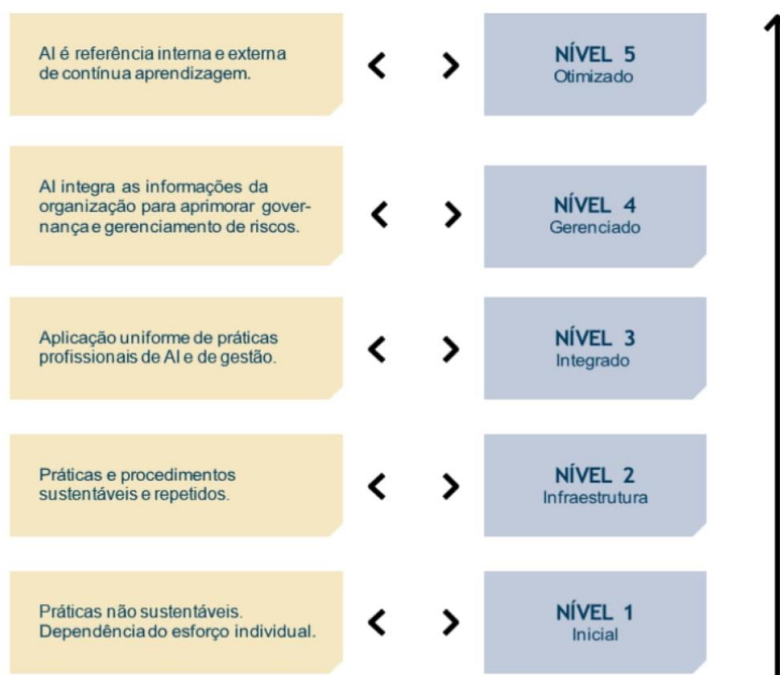 AI é referência interna e externa
de contínua aprendizagem.
NÍVEL 5
Otimizado
AI integra as informações da
organização para aprimorar gover-
nança e gerenciamento de riscos.
NÍVEL 4
Gerenciado
Aplicação uniforme de práticas
profissionais de AI e de gestão.
NÍVEL 3
Integrado
Práticas e procedimentos
sustentáveis e repetidos.
NÍVEL 2
Infraestrutura
Práticas não sustentáveis.
Dependência do esforço individual.
NÍVEL 1
Inicial